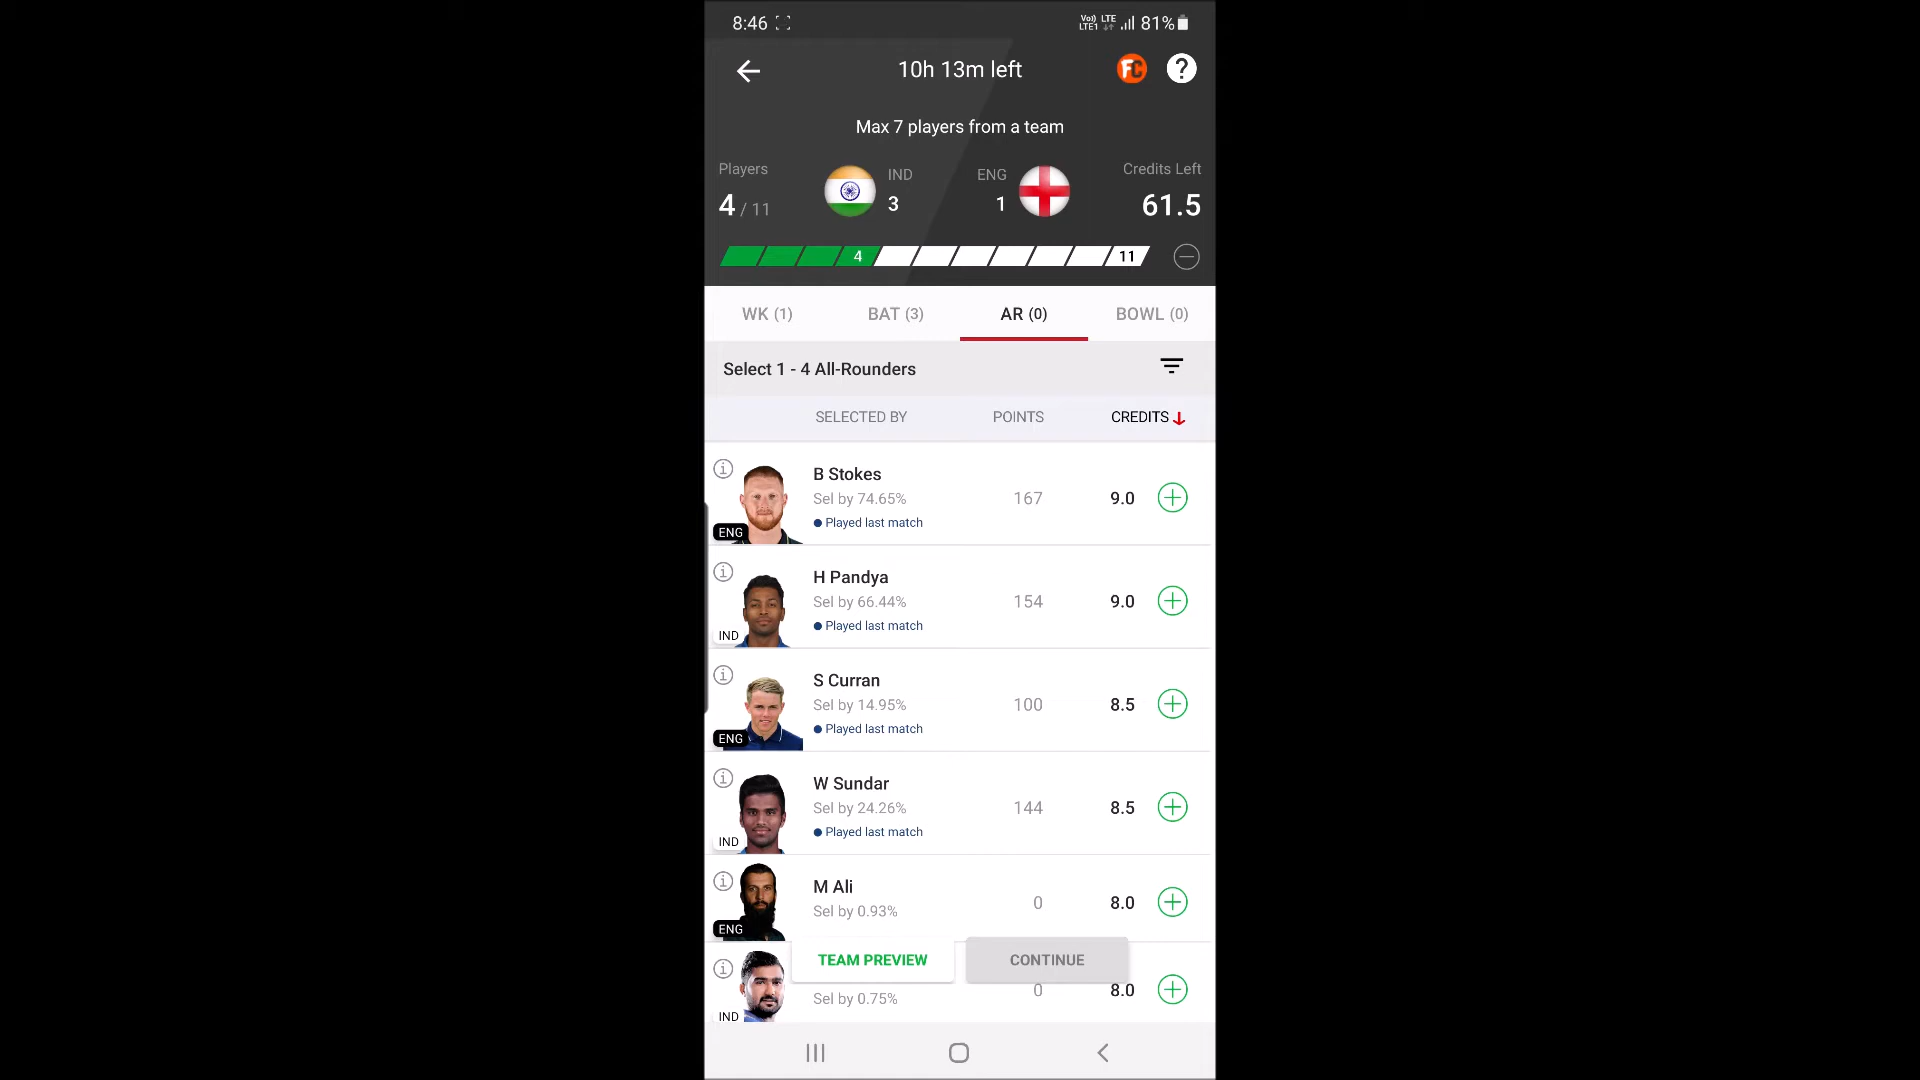 8:46
Vo)) LTE
LTE1
81%
10h 13m left
FC
?
Max 7 players from a team
Players
4 / 11
IND
3
ENG
1
Credits Left
61.5
4
11
WK (1)
BAT (3)
AR (0)
BOWL (0)
Select 1 - 4 All-Rounders
SELECTED BY
POINTS
CREDITS
B Stokes
Sel by 74.65%
167
9.0
Played last match
ENG
H Pandya
Sel by 66.44%
154
9.0
Played last match
IND
S Curran
Sel by 14.95%
100
8.5
Played last match
ENG
W Sundar
Sel by 24.26%
144
8.5
Played last match
IND
M Ali
Sel by 0.93%
0
8.0
ENG
TEAM PREVIEW
CONTINUE
Sel by 0.75%
0
8.0
IND